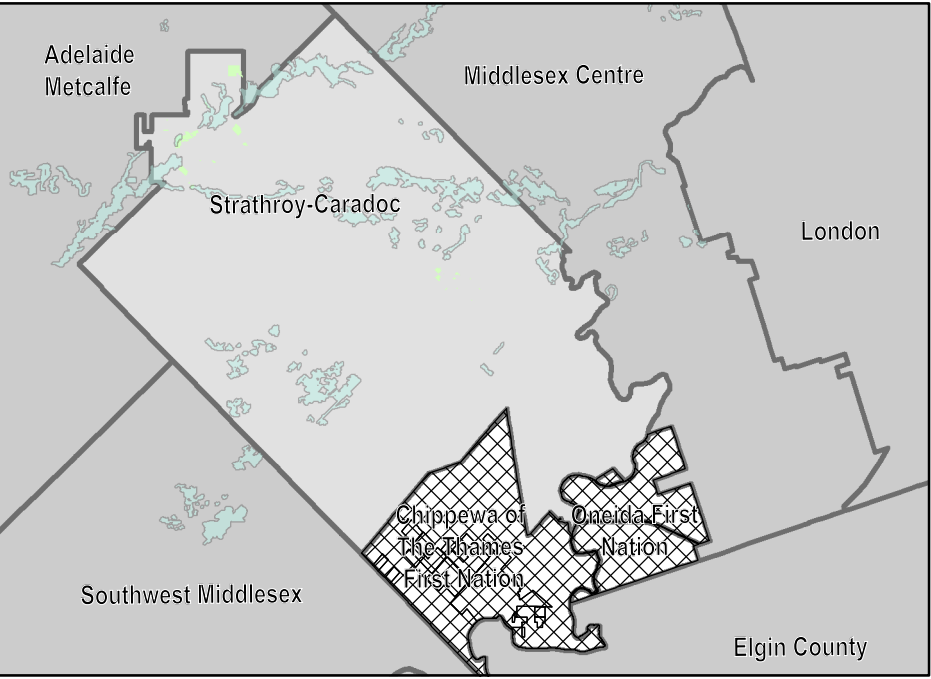 Adelaide
Metcalfe
Middlesex Centre
Strathroy-Caradoc
London
Chippewa of
The Thames
First Nation
Oneida First
Nation
Southwest Middlesex
Elgin County